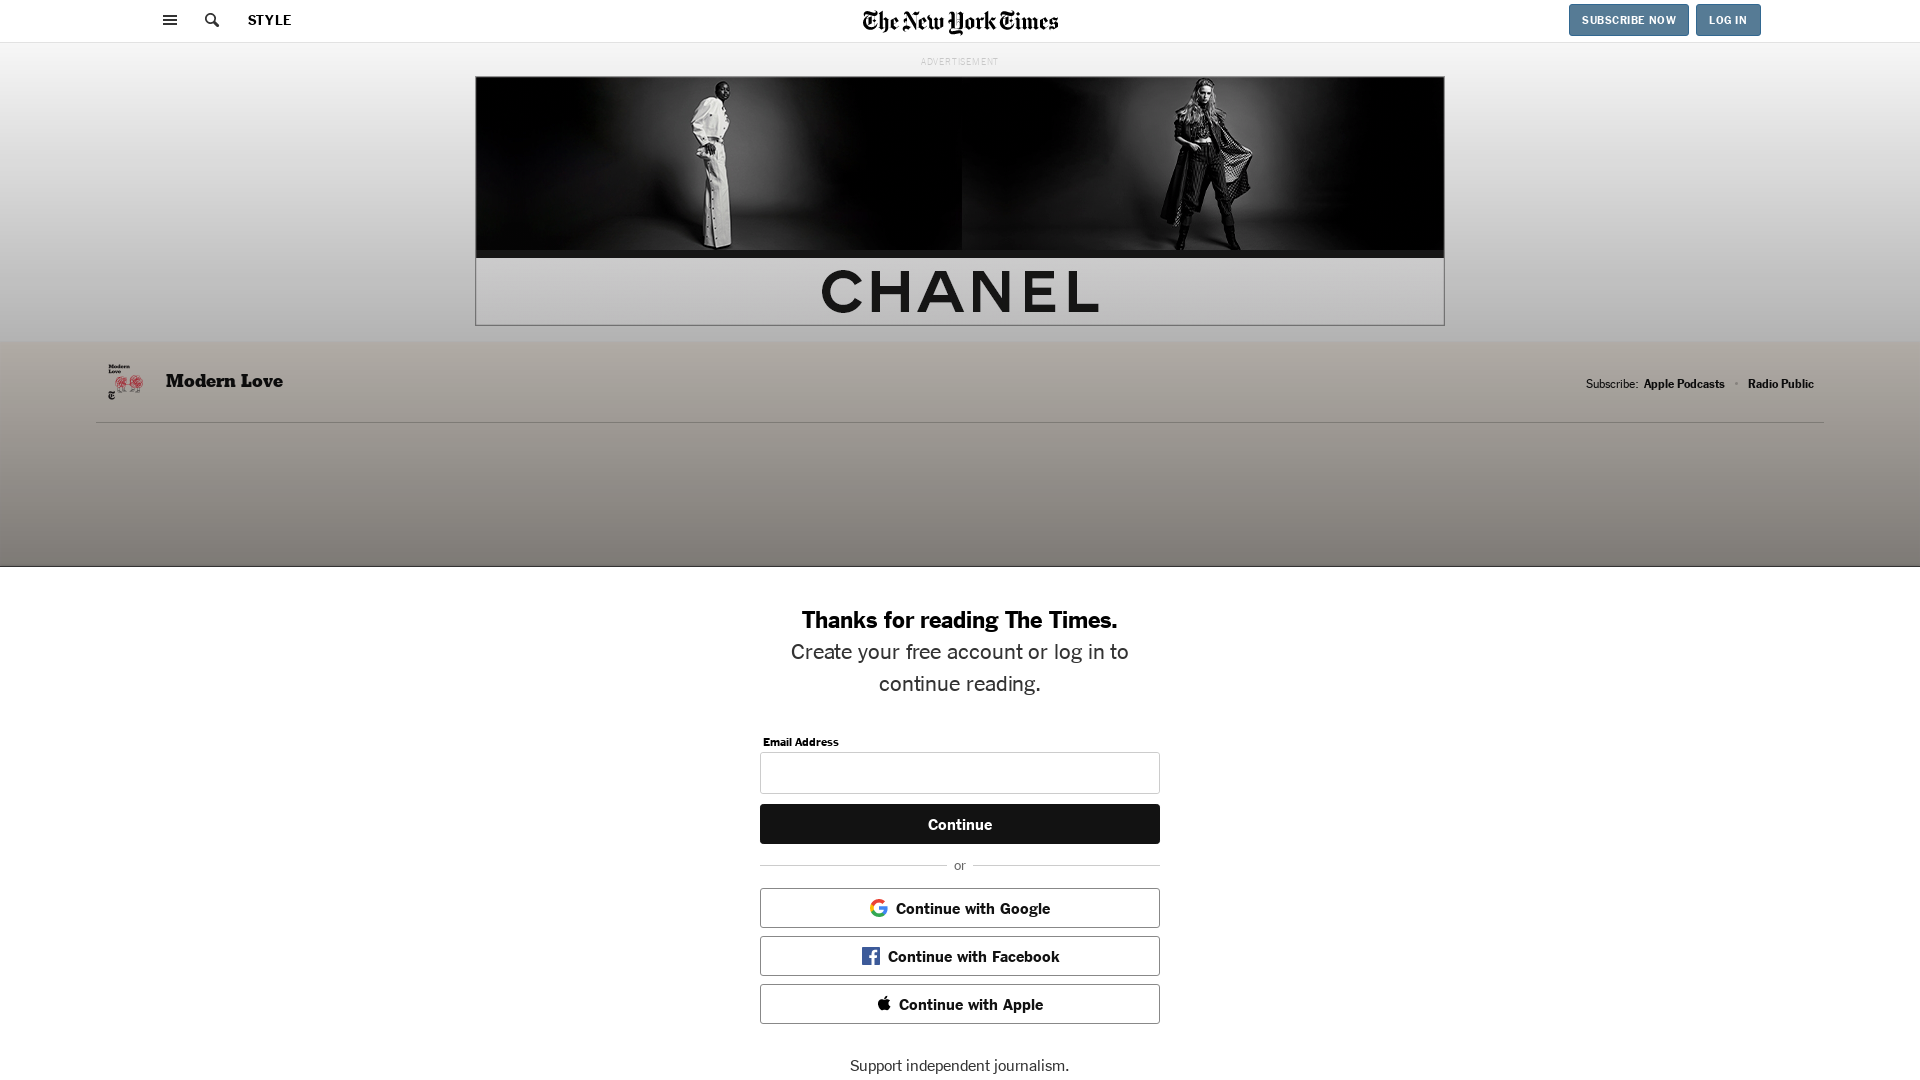 STYLE
The New York Times
SUBSCRIBE NOW
LOG IN
ADVERTISEMENT
CHANEL
Modern
Love
Modern Love
Subscribe: Apple Podcasts • Radio Public
Thanks for reading The Times.
Create your free account or log in to
continue reading.
Email Address
Continue
or
Continue with Google
Continue with Facebook
Continue with Apple
Support independent journalism.